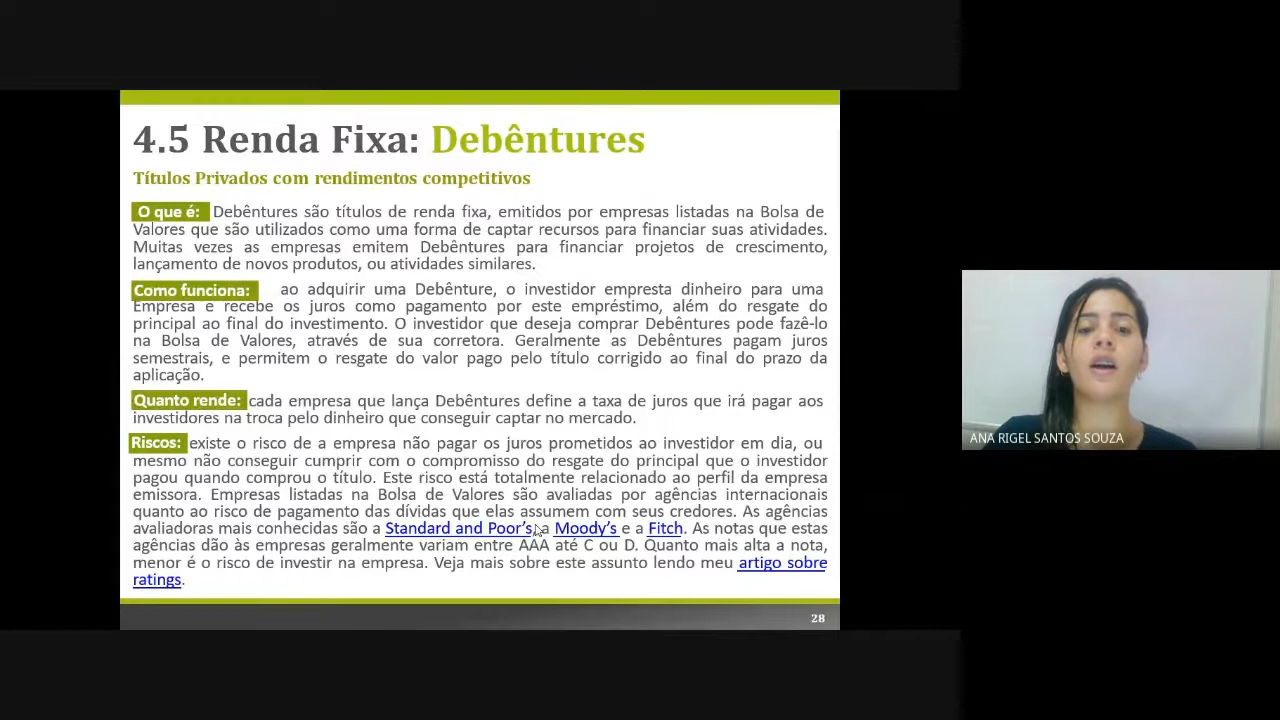 4.5 Renda Fixa: Debêntures
Títulos Privados com rendimentos competitivos
O que é: Debêntures são títulos de renda fixa, emitidos por empresas listadas na Bolsa de
Valores que são utilizados como uma forma de captar recursos para financiar suas atividades.
Muitas vezes as empresas emitem Debêntures para financiar projetos de crescimento,
lançamento de novos produtos, ou atividades similares.
Como funciona: ao adquirir uma Debênture, o investidor empresta dinheiro para uma
Empresa e recebe os juros como pagamento por este empréstimo, além do resgate do
principal ao final do investimento. O investidor que deseja comprar Debêntures pode fazê-lo
na Bolsa de Valores, através de sua corretora. Geralmente as Debêntures pagam juros
semestrais, e permitem o resgate do valor pago pelo título corrigido ao final do prazo da
aplicação.
Quanto rende: cada empresa que lança Debêntures define a taxa de juros que irá pagar aos
investidores na troca pelo dinheiro que conseguir captar no mercado.
Riscos: existe o risco de a empresa não pagar os juros prometidos ao investidor em dia, ou
mesmo não conseguir cumprir com o compromisso do resgate do principal que o investidor
pagou quando comprou o título. Este risco está totalmente relacionado ao perfil da empresa
emissora. Empresas listadas na Bolsa de Valores são avaliadas por agências internacionais
quanto ao risco de pagamento das dívidas que elas assumem com seus credores. As agências
avaliadoras mais conhecidas são a Standard and Poor's, a Moody's e a Fitch. As notas que estas
agências dão às empresas geralmente variam entre AAA até C ou D. Quanto mais alta a nota,
menor é o risco de investir na empresa. Veja mais sobre este assunto lendo meu artigo sobre
ratings.
28
ANA RIGEL SANTOS SOUZA